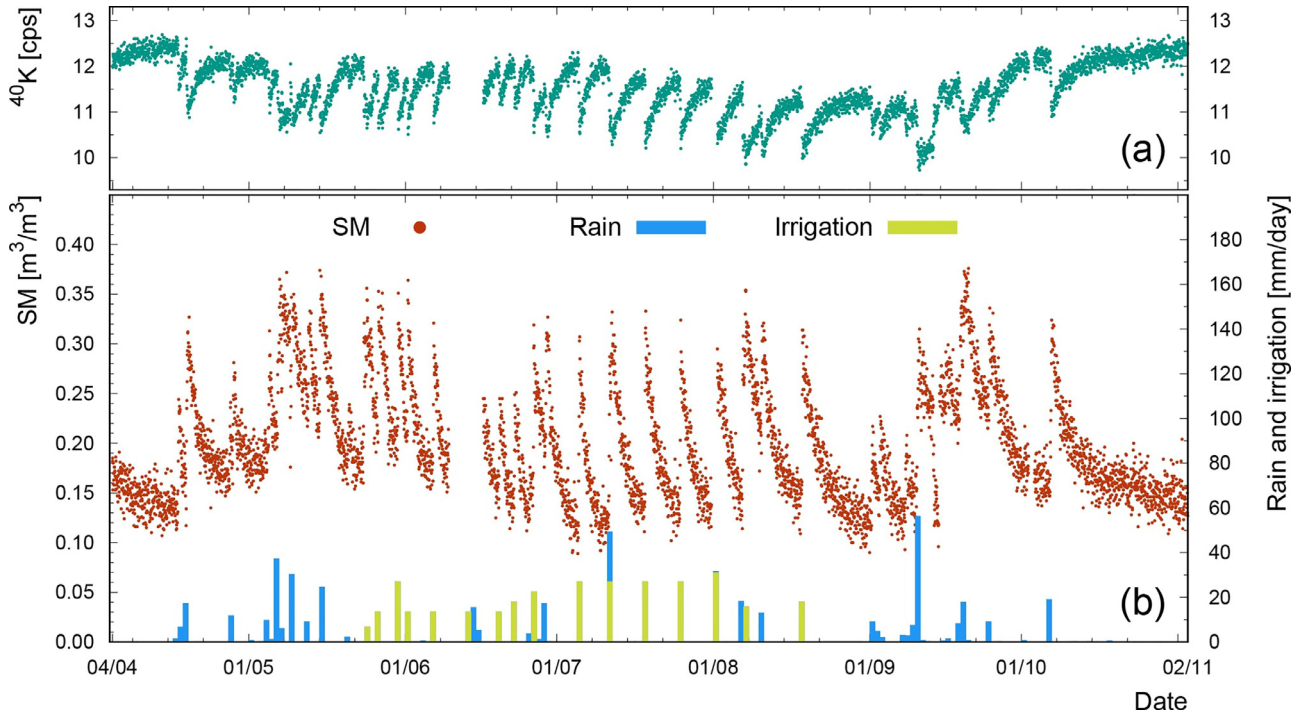 13
12
11
10
⁴⁰K [cps]
13
12
11
10
(a)
SM
Rain
Irrigation
0.40
0.35
0.30
0.25
0.20
0.15
0.10
0.05
0.00
SM [m³/m³]
180
160
140
120
100
80
60
40
20
0
Rain and irrigation [mm/day]
(b)
04/04 01/05 01/06 01/07 01/08 01/09 01/10 02/11
Date